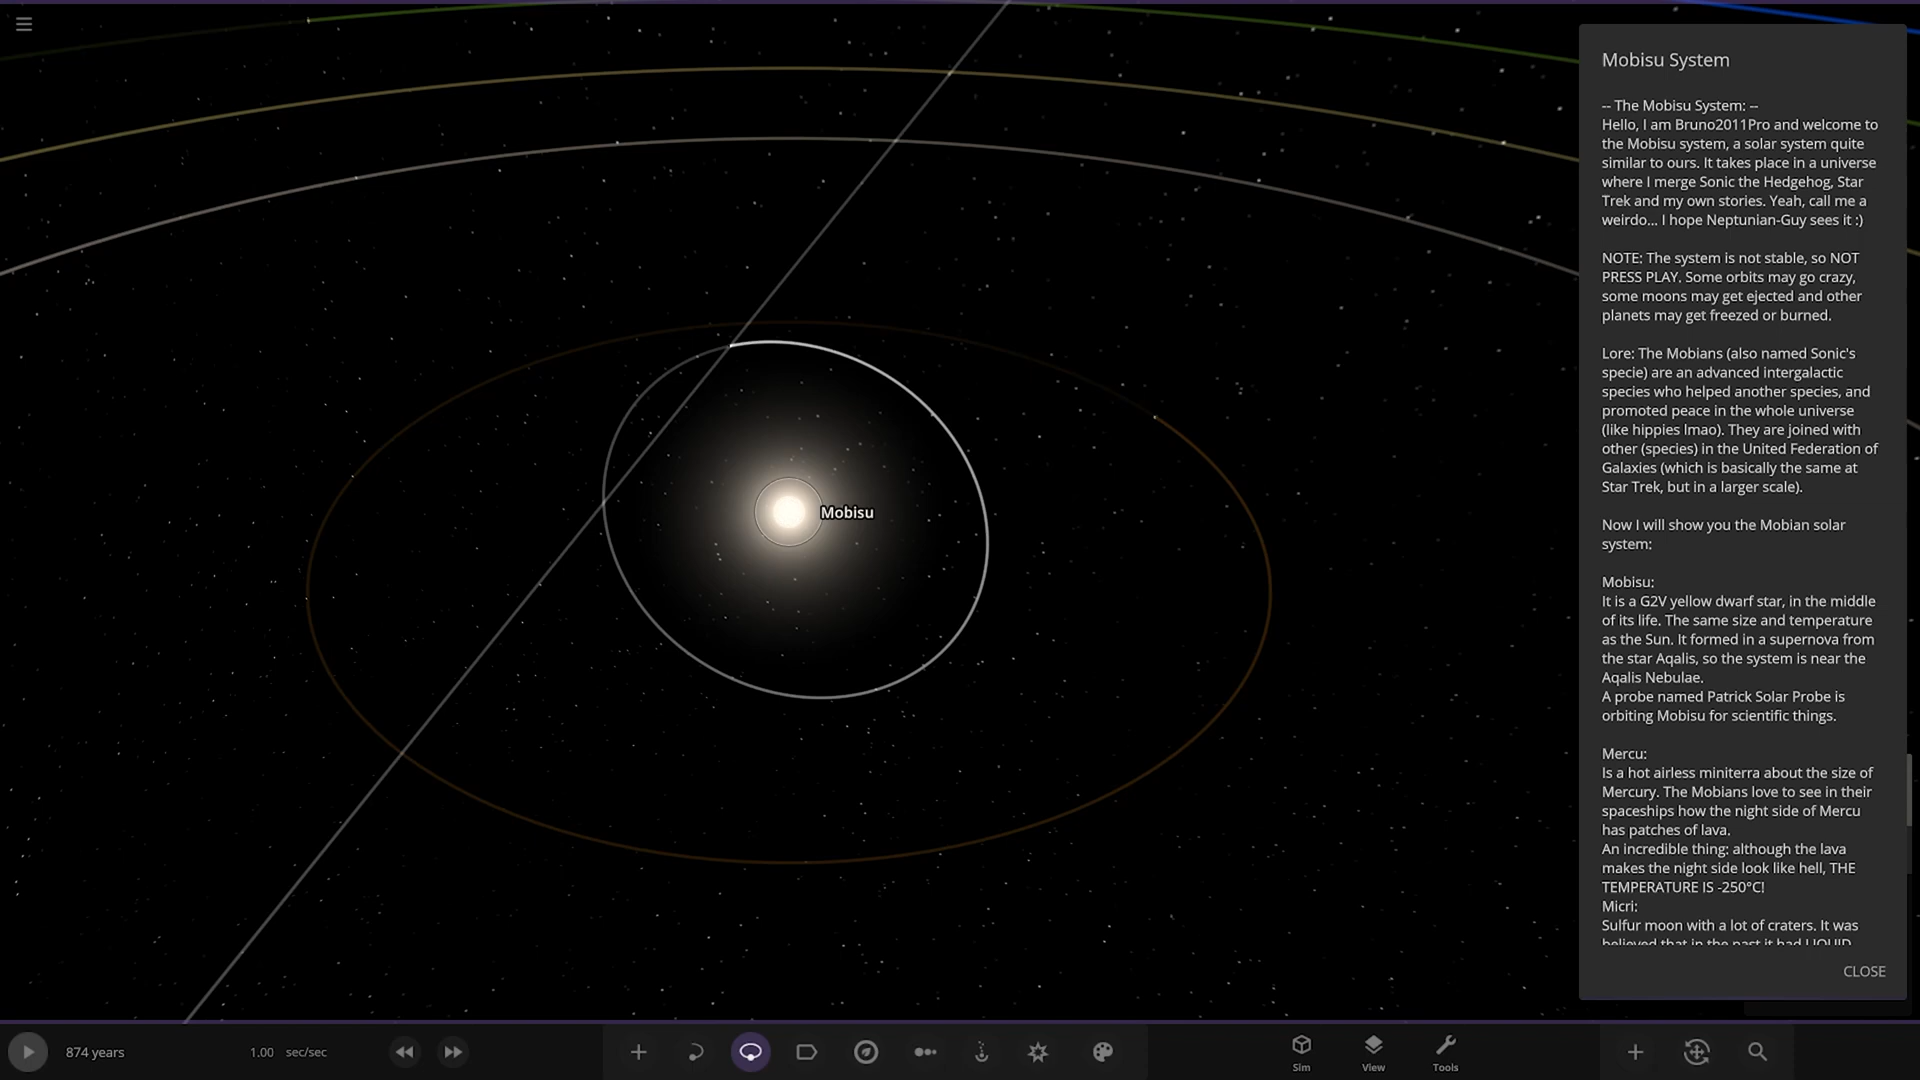 Mobisu System
-- The Mobisu System: --
Hello, I am Bruno2011Pro and welcome to
the Mobisu system, a solar system quite
similar to ours. It takes place in a universe
where I merge Sonic the Hedgehog, Star
Trek and my own stories. Yeah, call me a
weirdo... I hope Neptunian-Guy sees it :)
NOTE: The system is not stable, so NOT
PRESS PLAY. Some orbits may go crazy,
some moons may get ejected and other
planets may get freezed or burned.
Lore: The Mobians (also named Sonic's
specie) are an advanced intergalactic
species who helped another species, and
promoted peace in the whole universe
(like hippies lmao). They are joined with
other (species) in the United Federation of
Galaxies (which is basically the same at
Star Trek, but in a larger scale).
Now I will show you the Mobian solar
system:
Mobisu:
It is a G2V yellow dwarf star, in the middle
of its life. The same size and temperature
as the Sun. It formed in a supernova from
the star Aqalis, so the system is near the
Aqalis Nebulae.
A probe named Patrick Solar Probe is
orbiting Mobisu for scientific things.
Mercu:
Is a hot airless miniterra about the size of
Mercury. The Mobians love to see in their
spaceships how the night side of Mercu
has patches of lava.
An incredible thing: although the lava
makes the night side look like hell, THE
TEMPERATURE IS -250°C!
Micri:
Sulfur moon with a lot of craters. It was
believed that in the past it had LIQUID
CLOSE
Mobisu
874 years
1.00 sec/sec
Sim
View
Tools